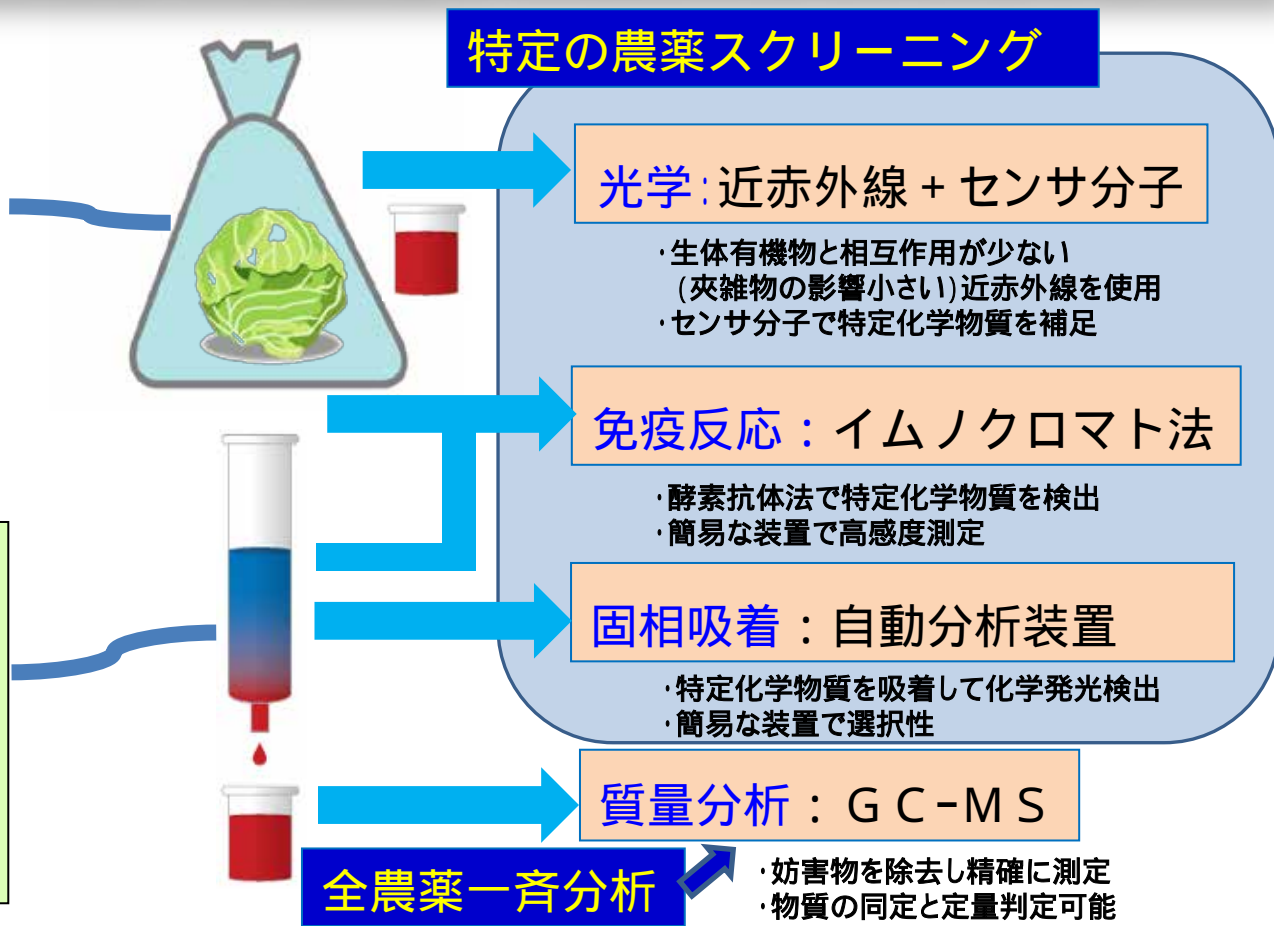 特定の農薬スクリーニング
光学:近赤外線+センサ分子
・生体有機物と相互作用が少ない
(夾雑物の影響小さい)近赤外線を使用
・センサ分子で特定化学物質を補足
免疫反応：イムノクロマト法
・酵素抗体法で特定化学物質を検出
・簡易な装置で高感度測定
固相吸着：自動分析装置
・特定化学物質を吸着して化学発光検出
・簡易な装置で選択性
質量分析：ＧＣ-ＭＳ
全農薬一斉分析
・妨害物を除去し精確に測定
・物質の同定と定量判定可能